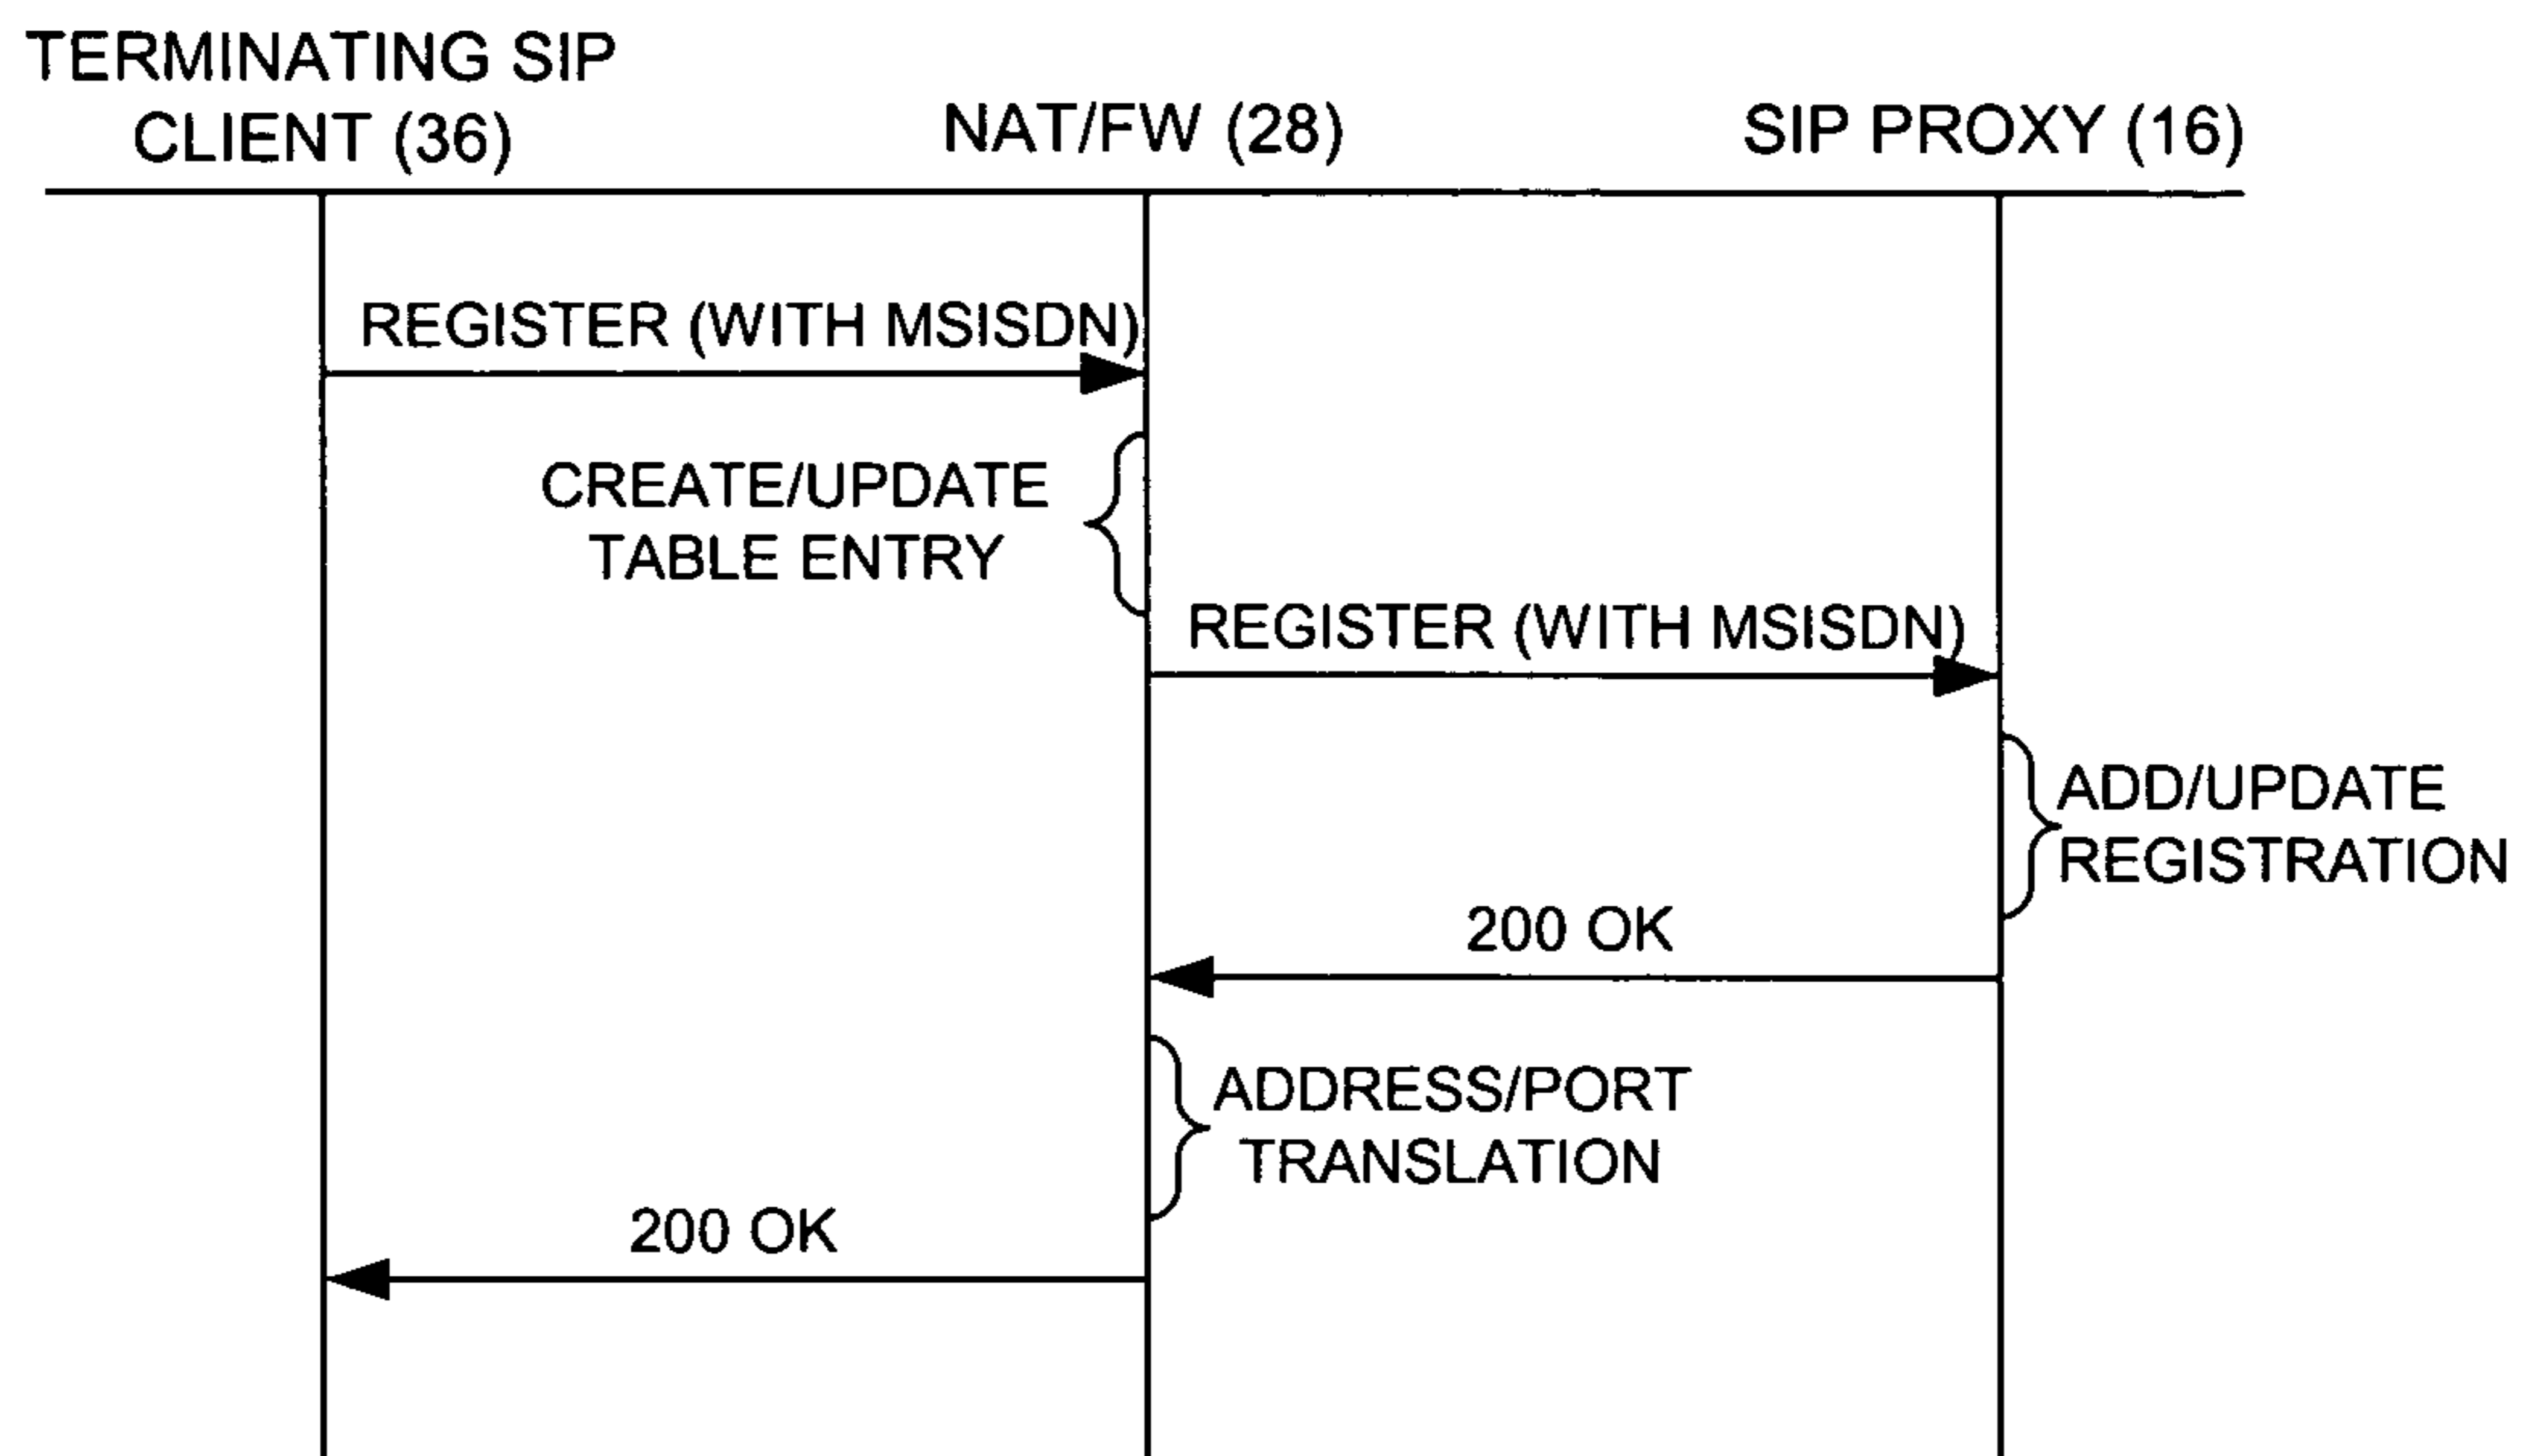 TERMINATING SIP
CLIENT (36)
NAT/FW (28)
SIP PROXY (16)
REGISTER (WITH MSISDN)
CREATE/UPDATE
TABLE ENTRY
REGISTER (WITH MSISDN)
ADD/UPDATE
REGISTRATION
200 OK
ADDRESS/PORT
TRANSLATION
200 OK